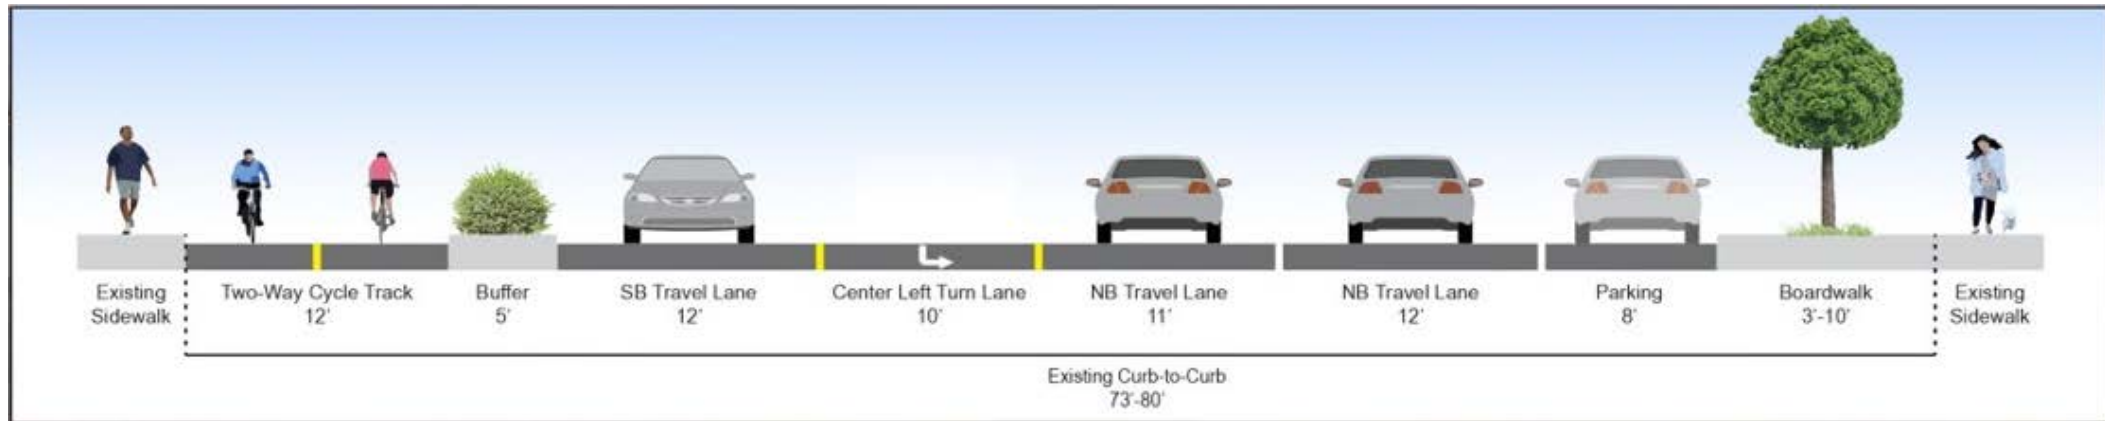 Existing
Sidewalk
Two-Way Cycle Track
12'
Buffer
5'
SB Travel Lane
12'
Center Left Turn Lane
10'
NB Travel Lane
11'
NB Travel Lane
12'
Parking
8'
Boardwalk
3'-10'
Existing
Sidewalk
Existing Curb-to-Curb
73'-80'